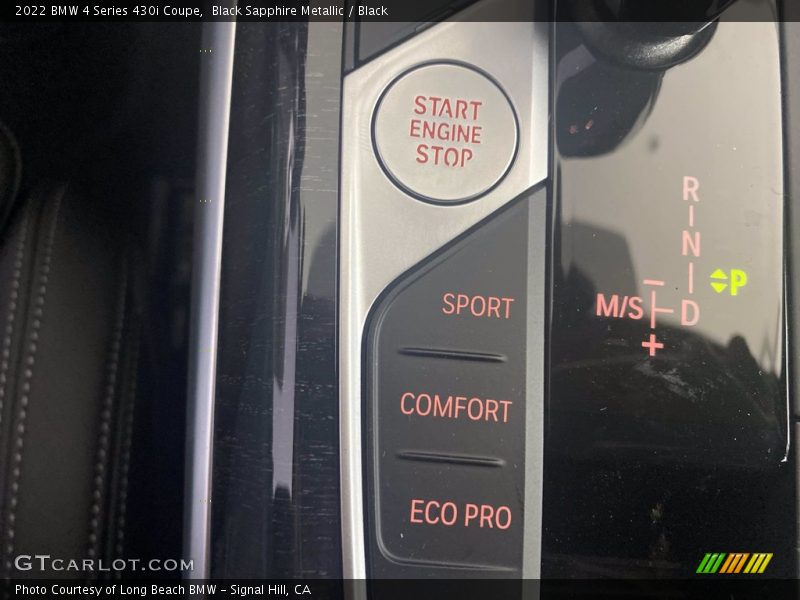 2022 BMW 4 Series 430i Coupe,  Black Sapphire Metallic / Black
START
ENGINE
STOP
R
N
P
M/S
D
+
SPORT
COMFORT
ECO PRO
GTCARLOT.COM
Photo Courtesy of Long Beach BMW - Signal Hill, CA